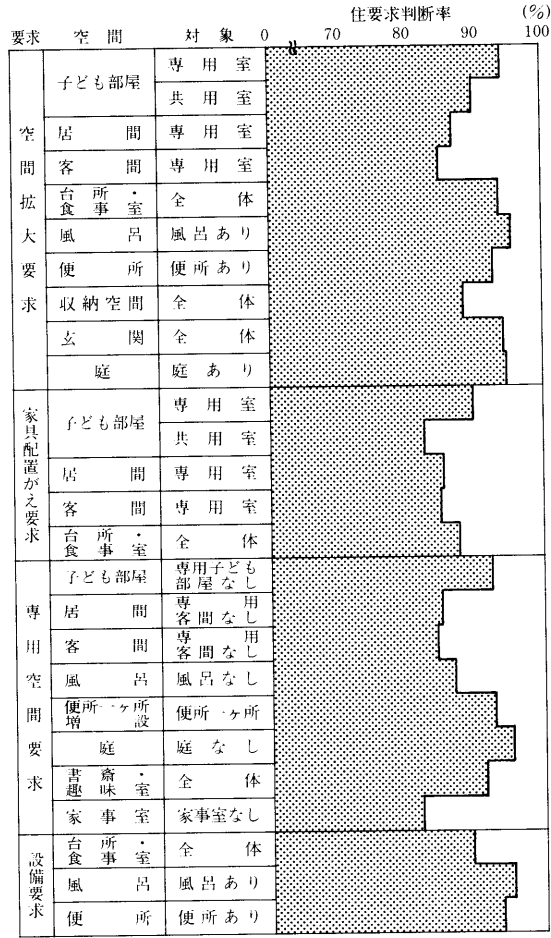 住要求判断率 (%)
要求 空間 対象 0 70 80 90 100
空間拡大要求
子ども部屋 専用室
共用室
居間 専用室
客間 専用室
台所・食事室 全体
風呂 風呂あり
便所 便所あり
収納空間 全体
玄関 全体
庭 庭あり
家具配置がえ要求
子ども部屋 専用室
共用室
居間 専用室
客間 専用室
台所・食事室 全体
専用空間要求
子ども部屋 専用子ども部屋なし
居間 専用客間なし
客間 専用客間なし
風呂 風呂なし
便所一ヶ所増設 便所一ヶ所
庭 庭なし
書斎・趣味室 全体
家事室 家事室なし
設備要求
台所・食事室 全体
風呂 風呂あり
便所 便所あり